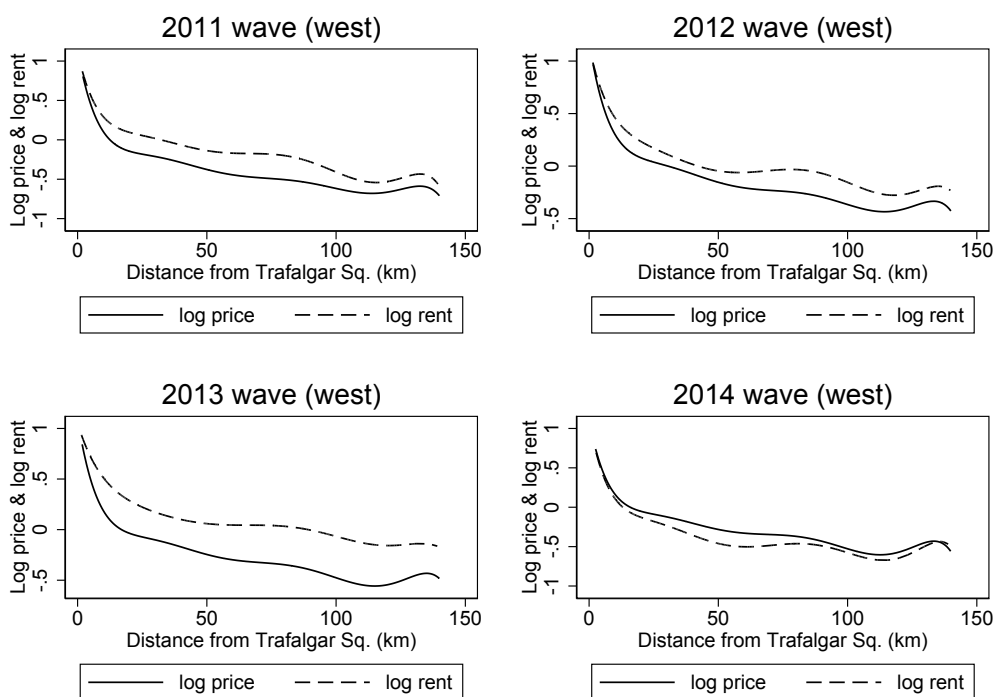 2011 wave (west)
Log price & log rent
1
.5
0
-.5
-1
0 50 100 150
Distance from Trafalgar Sq. (km)
log price log rent
2012 wave (west)
Log price & log rent
1
.5
0
-.5
0 50 100 150
Distance from Trafalgar Sq. (km)
log price log rent
2013 wave (west)
Log price & log rent
1
.5
0
-.5
0 50 100 150
Distance from Trafalgar Sq. (km)
log price log rent
2014 wave (west)
Log price & log rent
1
.5
0
-.5
-1
0 50 100 150
Distance from Trafalgar Sq. (km)
log price log rent